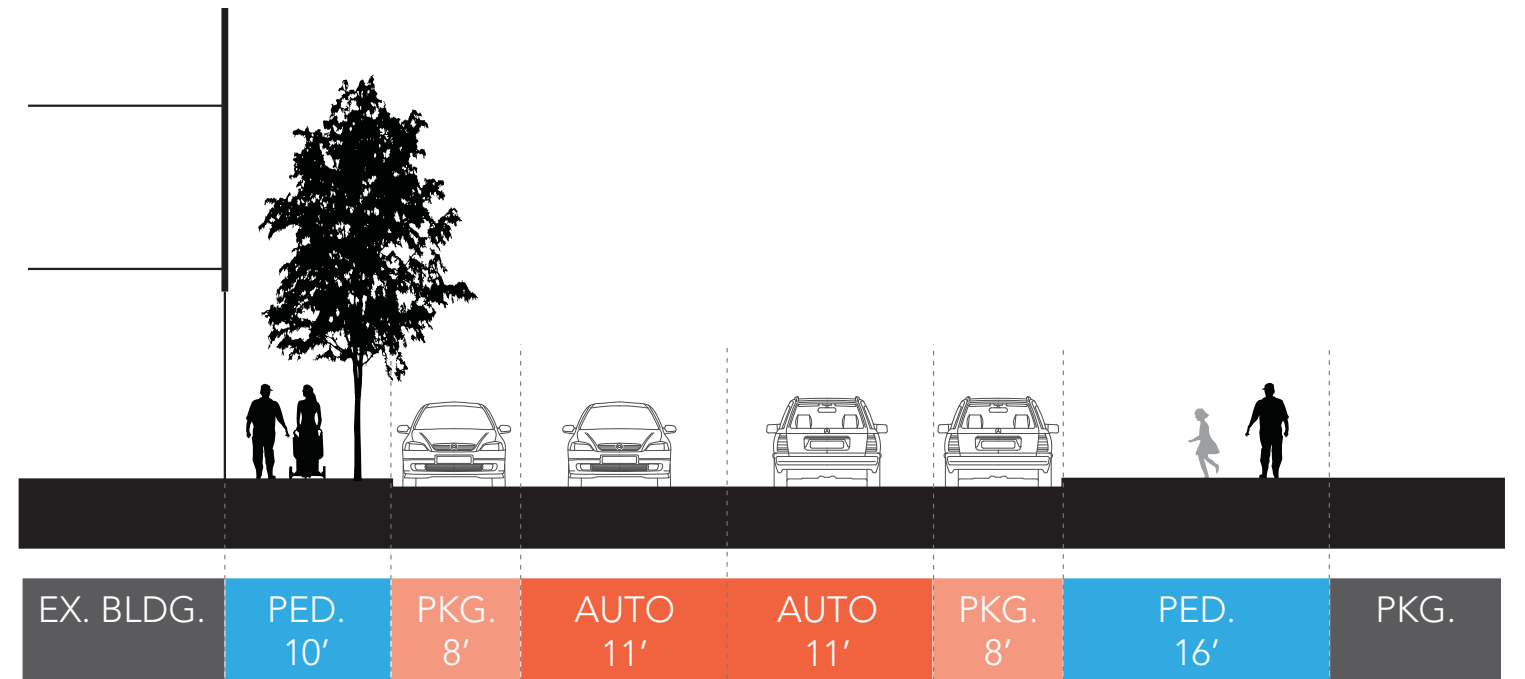 EX. BLDG.
PED.
10′
PKG.
8′
AUTO
11′
AUTO
11′
PKG.
8′
PED.
16′
PKG.